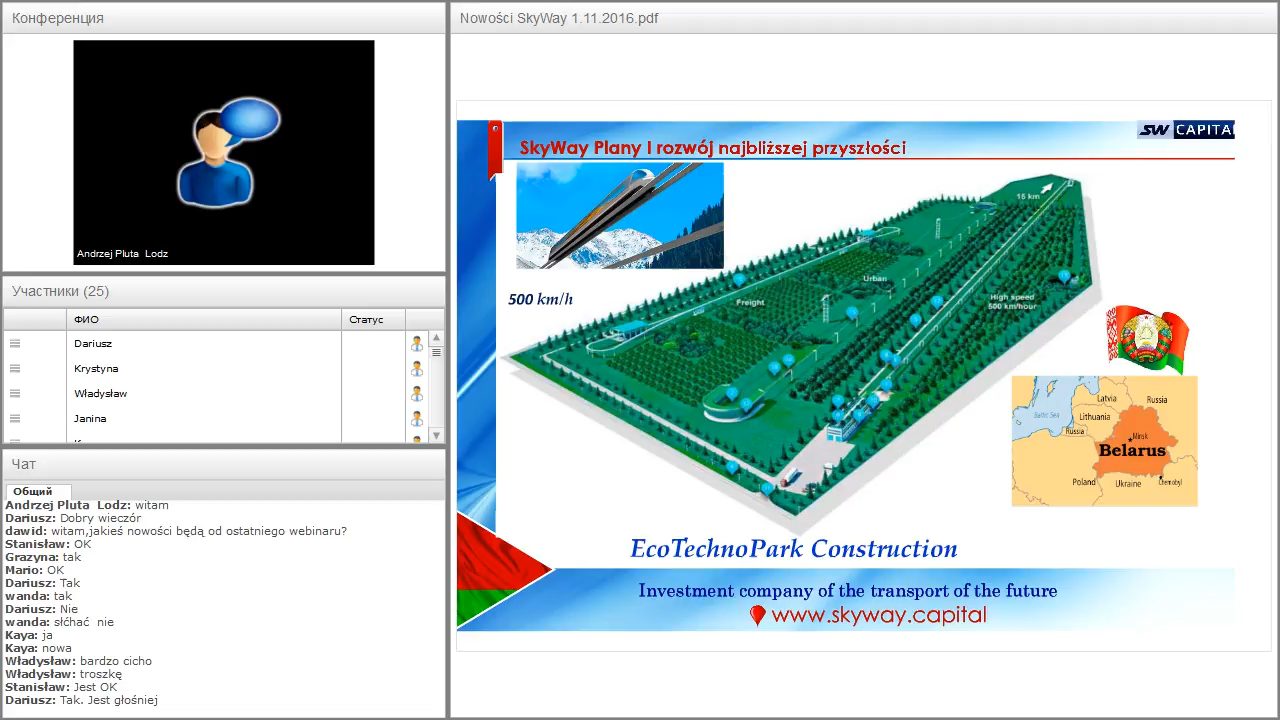 Конференция
Andrzej Pluta Lodz
Участники (25)
ФИО
Статус
Dariusz
Krystyna
Władysław
Janina
Чат
Общий
Andrzej Pluta Lodz: witam
Dariusz: Dobry wieczór
dawid: witam,jakieś nowości będą od ostatniego webinaru?
Stanisław: OK
Grazyna: tak
Mario: OK
Dariusz: Tak
wanda: tak
Dariusz: Nie
wanda: słćhać nie
Kaya: ja
Kaya: nowa
Władysław: bardzo cicho
Władysław: troszkę
Stanisław: Jest OK
Dariusz: Tak. Jest głośniej
Nowości SkyWay 1.11.2016.pdf
SW CAPITA
SkyWay Plany I rozwój najbliższej przyszłości
500 km/h
15 km
Urban
Freight
High speed
500 km/hour
Baltic Sea
Latvia
Russia
Lithuania
Russia
Minsk
Belarus
Poland
Ukraine
Chernobyl
EcoTechnoPark Construction
Investment company of the transport of the future
www.skyway.capital